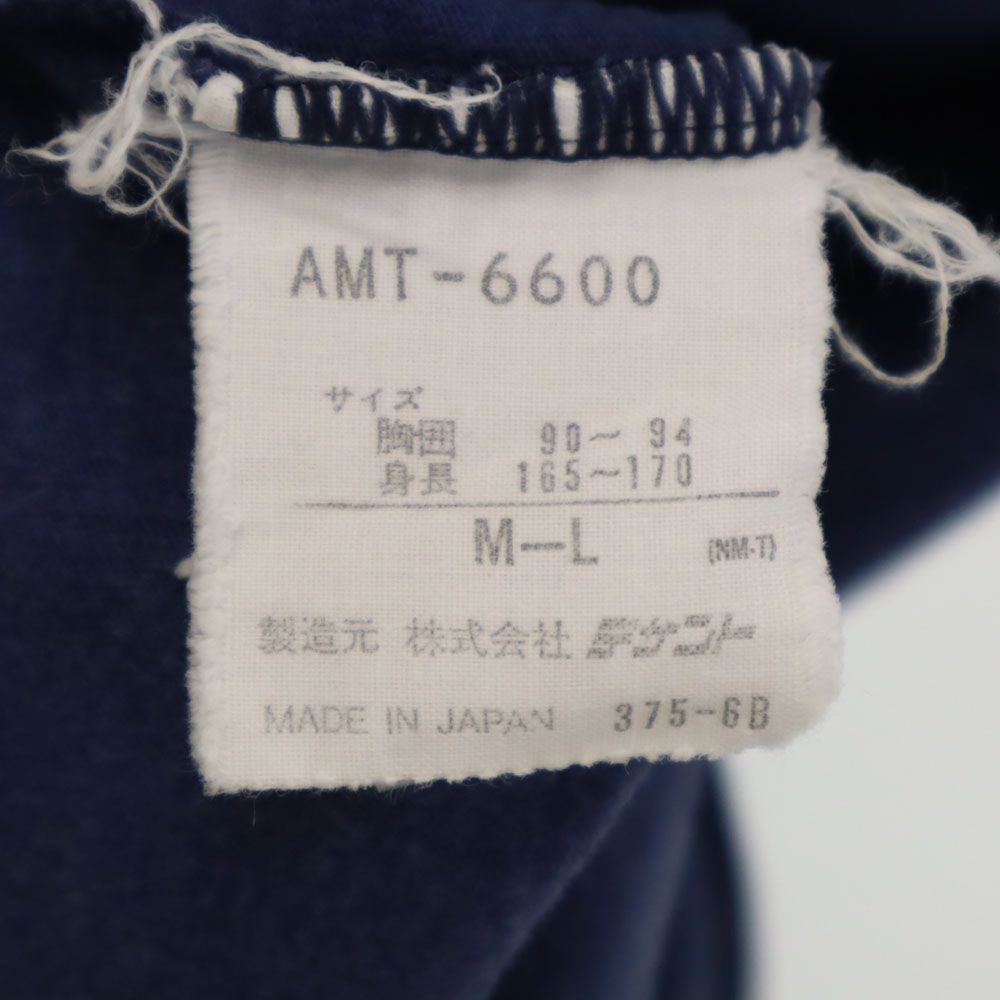 AMT-6600
サイズ
胸囲 90～94
身長 165～170
M—L (NM·T)
製造元 株式会社 デサント
MADE IN JAPAN 375-6B